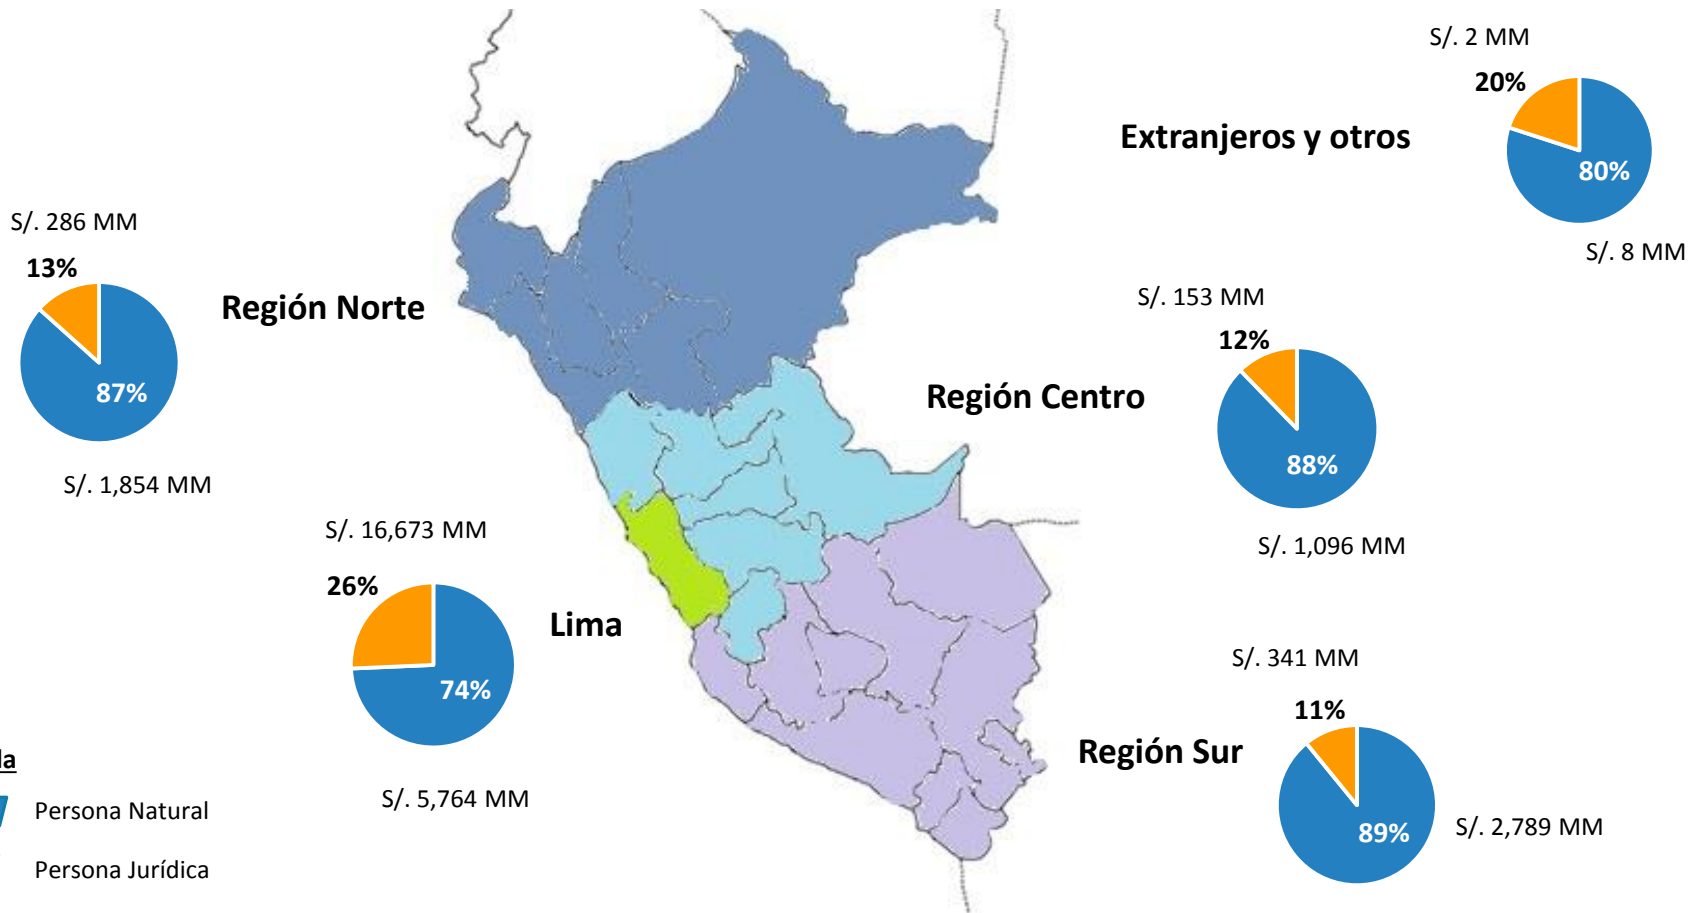 S/. 2 MM
20%
Extranjeros y otros
80%
S/. 8 MM
S/. 286 MM
13%
Región Norte
87%
S/. 1,854 MM
S/. 153 MM
12%
Región Centro
88%
S/. 1,096 MM
S/. 16,673 MM
26%
Lima
74%
S/. 5,764 MM
S/. 341 MM
11%
Región Sur
89%
S/. 2,789 MM
da
Persona Natural
Persona Jurídica